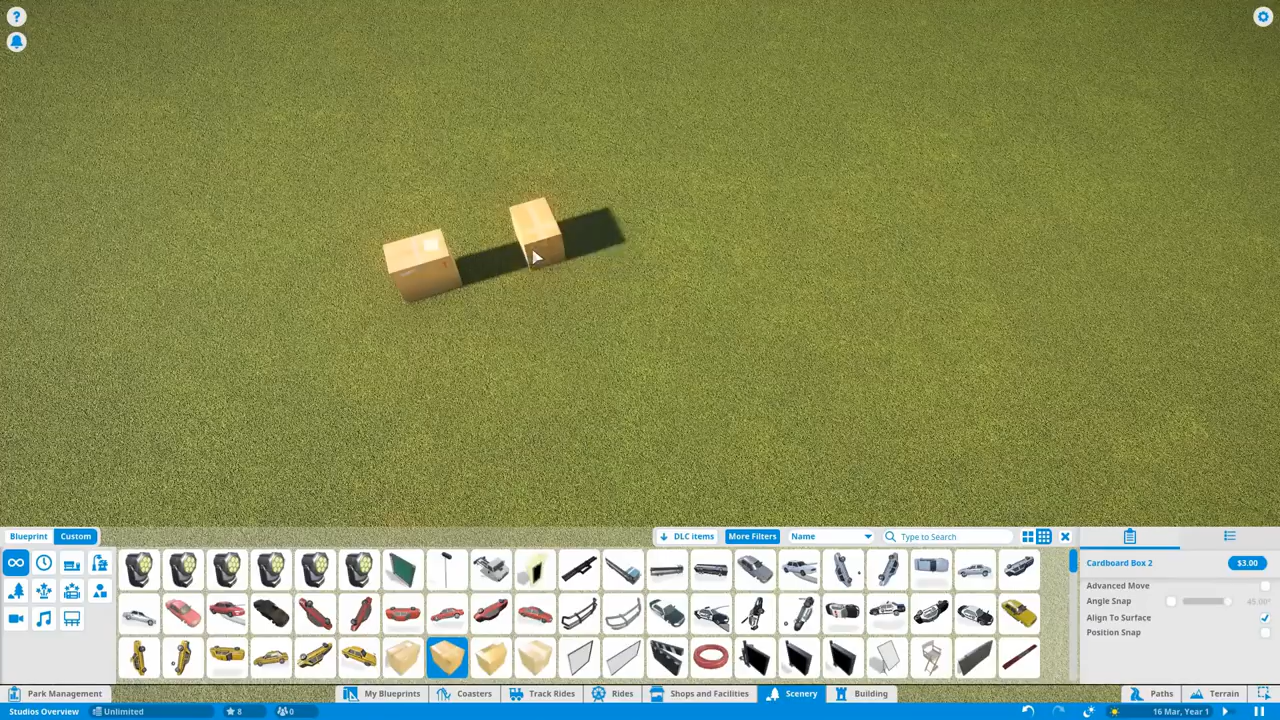 ?
Blueprint
Custom
DLC items
More Filters
Name
Type to Search
Cardboard Box 2
$3.00
Advanced Move
Angle Snap
45.00°
Align To Surface
Position Snap
Park Management
My Blueprints
Coasters
Track Rides
Rides
Shops and Facilities
Scenery
Building
Paths
Terrain
Studios Overview
Unlimited
8
0
16 Mar, Year 1